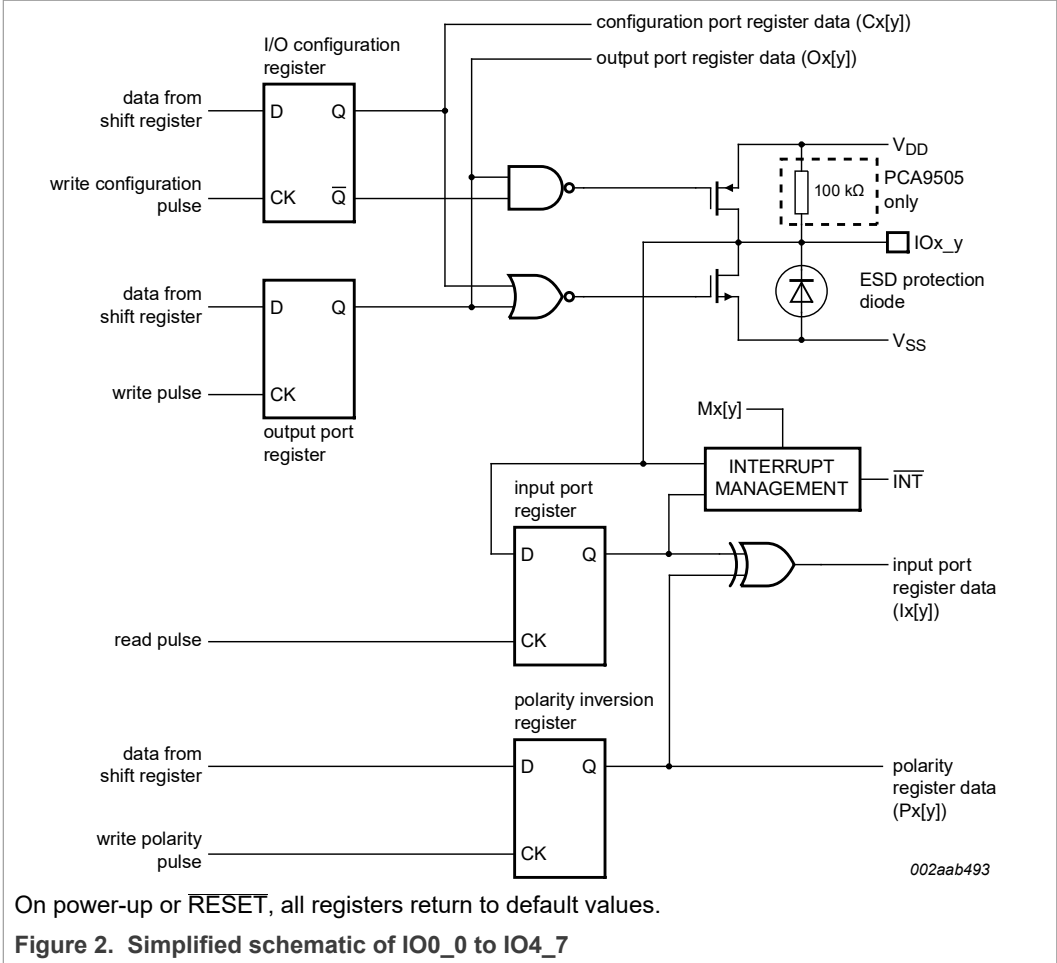 configuration port register data (Cx[y])
I/O configuration
register
output port register data (Ox[y])
data from
shift register
D
Q
VDD
write configuration
pulse
CK
Q̅
100 kΩ
PCA9505
only
IOx_y
data from
shift register
D
Q
ESD protection
diode
VSS
write pulse
CK
output port
register
Mx[y]
INTERRUPT
MANAGEMENT
I̅N̅T̅
input port
register
D
Q
input port
register data
(Ix[y])
read pulse
CK
polarity inversion
register
data from
shift register
D
Q
polarity
register data
(Px[y])
write polarity
pulse
CK
002aab493
On power-up or R̅E̅S̅E̅T̅, all registers return to default values.
Figure 2. Simplified schematic of IO0_0 to IO4_7